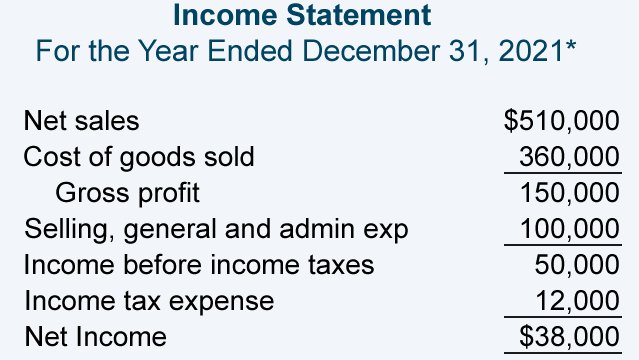 Income Statement
For the Year Ended December 31, 2021*
Net sales $510,000
Cost of goods sold 360,000
Gross profit 150,000
Selling, general and admin exp 100,000
Income before income taxes 50,000
Income tax expense 12,000
Net Income $38,000